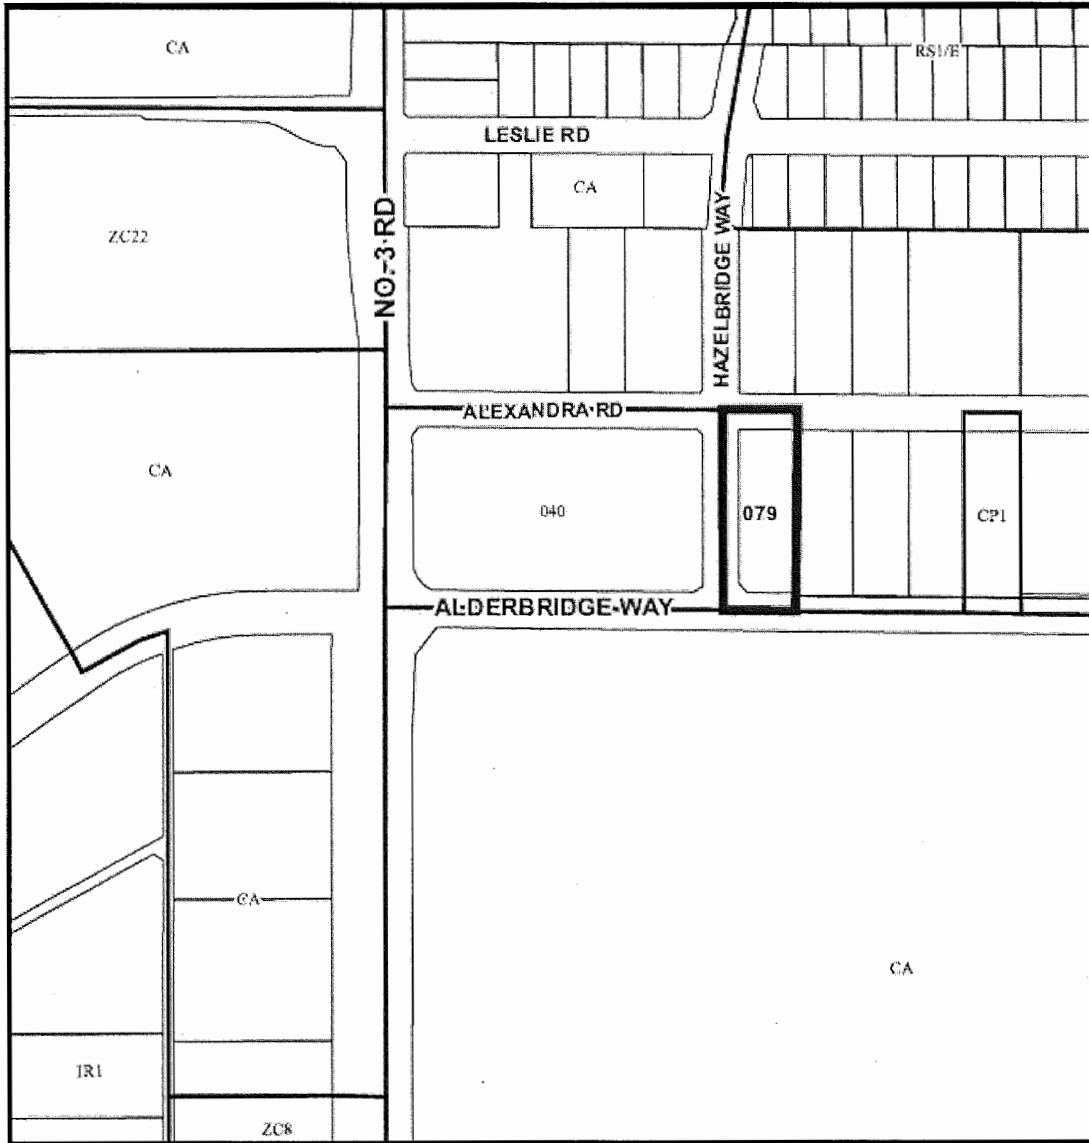 CA
RS1/E
LESLIE RD
CA
ZC22
NO. 3 RD
HAZELBRIDGE WAY
ALEXANDRA RD
CA
040
079
CP1
ALDERBRIDGE WAY
CA
CA
IR1
ZC8